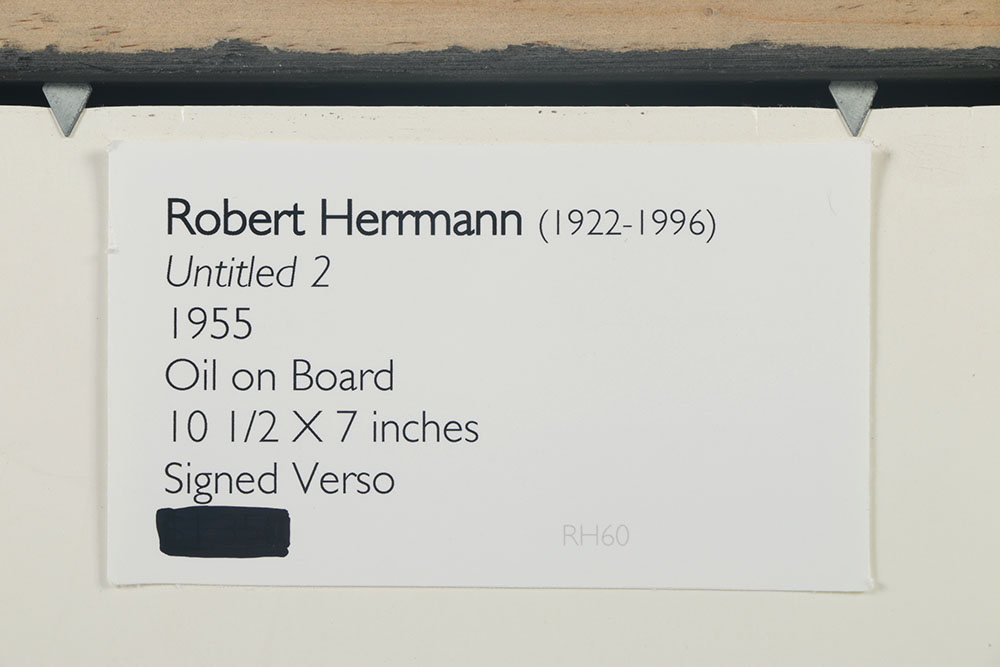 Robert Herrmann (1922-1996)
Untitled 2
1955
Oil on Board
10 1/2 X 7 inches
Signed Verso
RH60